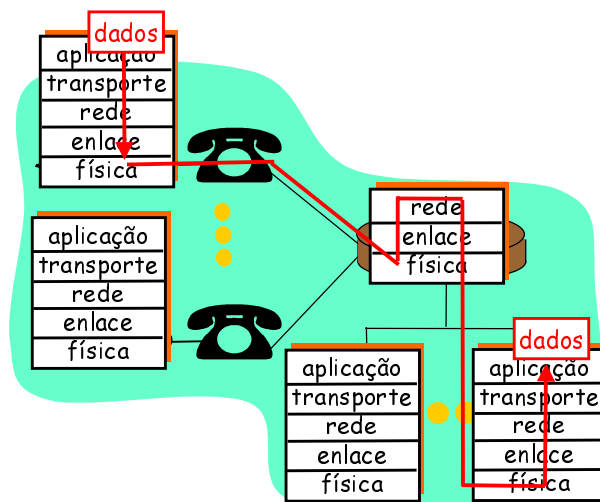 dados
aplicação
transporte
rede
enlace
física
aplicação
transporte
rede
enlace
física
rede
enlace
física
aplicação
transporte
rede
enlace
física
dados
aplicação
transporte
rede
enlace
física